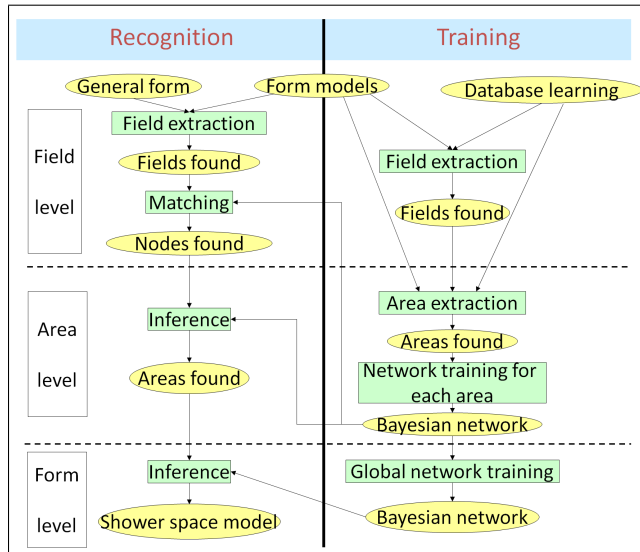 Recognition
Training
General form
Form models
Database learning
Field
level
Field extraction
Fields found
Matching
Nodes found
Field extraction
Fields found
Area
level
Inference
Areas found
Area extraction
Areas found
Network training for
each area
Bayesian network
Form
level
Inference
Shower space model
Global network training
Bayesian network